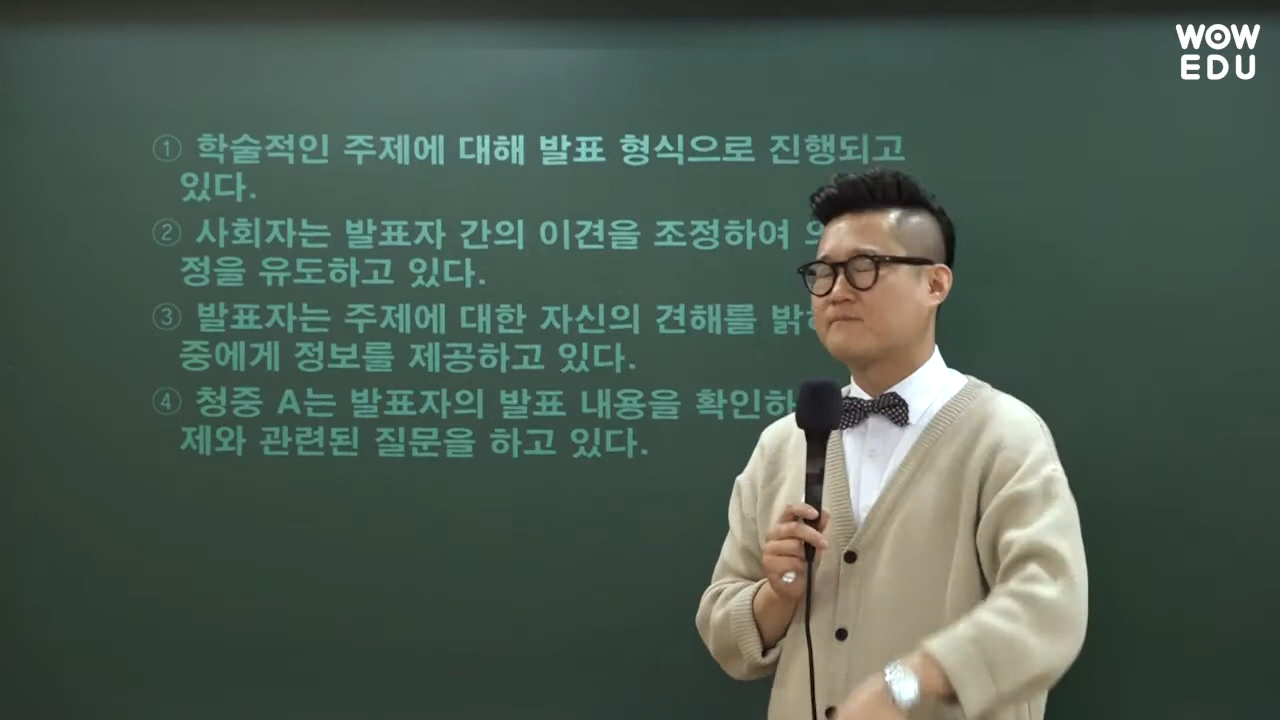 WOW
EDU
① 학술적인 주제에 대해 발표 형식으로 진행되고
있다.
② 사회자는 발표자 간의 이견을 조정하여
정을 유도하고 있다.
③ 발표자는 주제에 대한 자신의 견해를
중에게 정보를 제공하고 있다.
④ 청중 A는 발표자의 발표 내용을
제와 관련된 질문을 하고 있다.